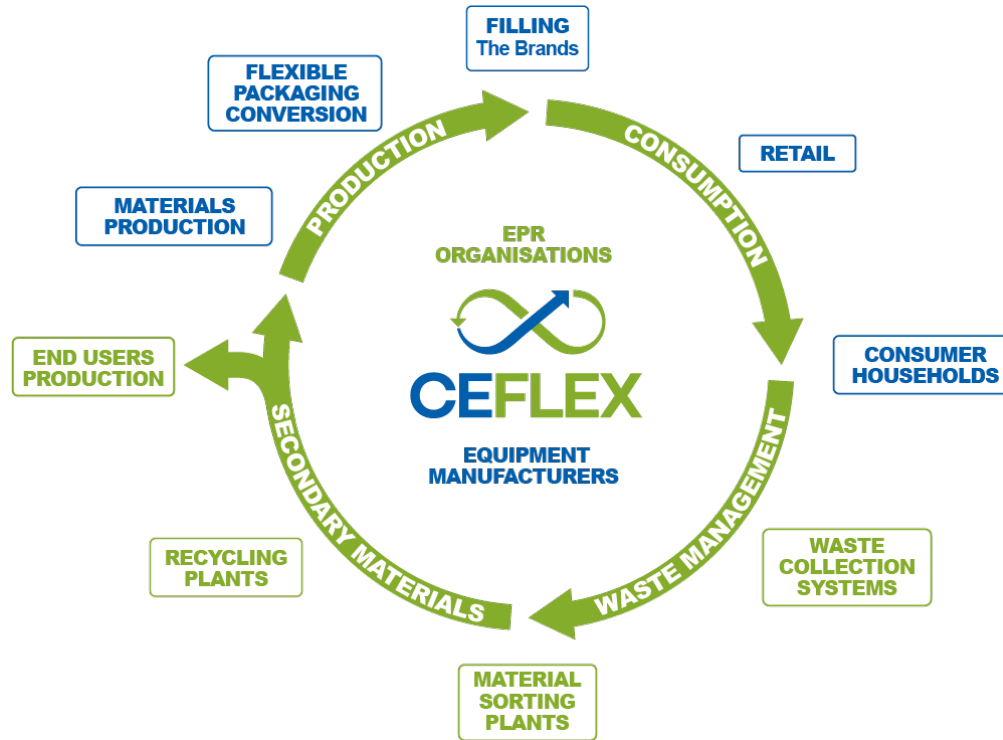 FILLING
The Brands
FLEXIBLE
PACKAGING
CONVERSION
PRODUCTION
CONSUMPTION
RETAIL
MATERIALS
PRODUCTION
EPR
ORGANISATIONS
CEFLEX
EQUIPMENT
MANUFACTURERS
END USERS
PRODUCTION
CONSUMER
HOUSEHOLDS
SECONDARY MATERIALS
WASTE MANAGEMENT
RECYCLING
PLANTS
WASTE
COLLECTION
SYSTEMS
MATERIAL
SORTING
PLANTS